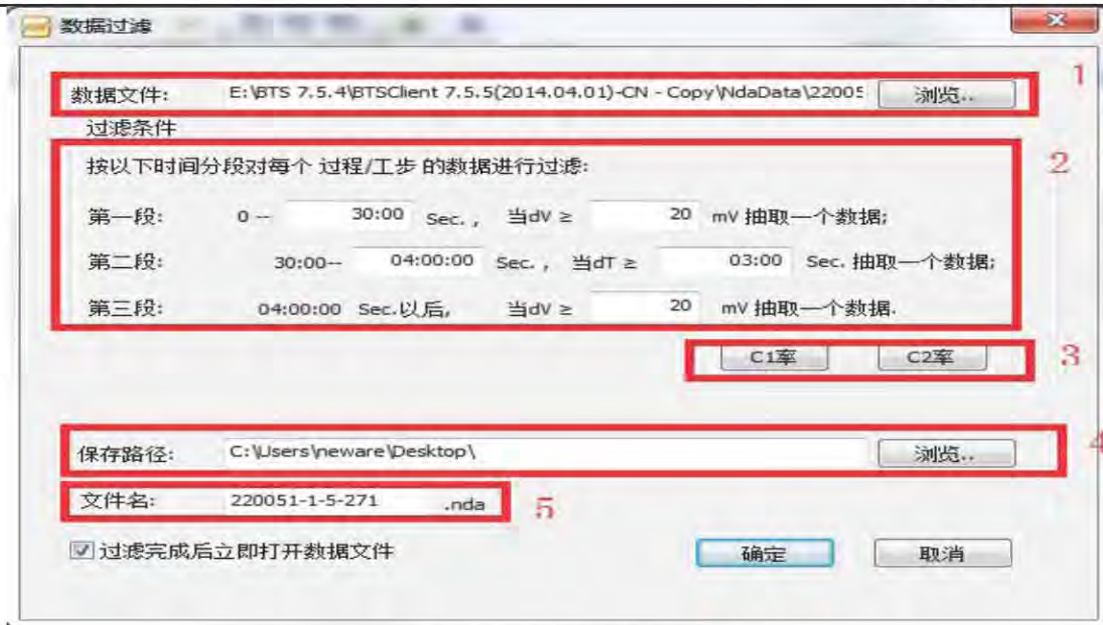 数据过滤
数据文件: E:\BTS 7.5.4\BTSClient 7.5.5(2014.04.01)-CN - Copy\NdaData\22005 浏览.. 1
过滤条件
按以下时间分段对每个 过程/工步 的数据进行过滤: 2
第一段: 0 -- 30:00 Sec. , 当dV ≥ 20 mV 抽取一个数据;
第二段: 30:00-- 04:00:00 Sec. , 当dT ≥ 03:00 Sec. 抽取一个数据;
第三段: 04:00:00 Sec.以后, 当dV ≥ 20 mV 抽取一个数据.
C1率 C2率 3
保存路径: C:\Users\neware\Desktop\ 浏览.. 4
文件名: 220051-1-5-271 .nda 5
过滤完成后立即打开数据文件 确定 取消